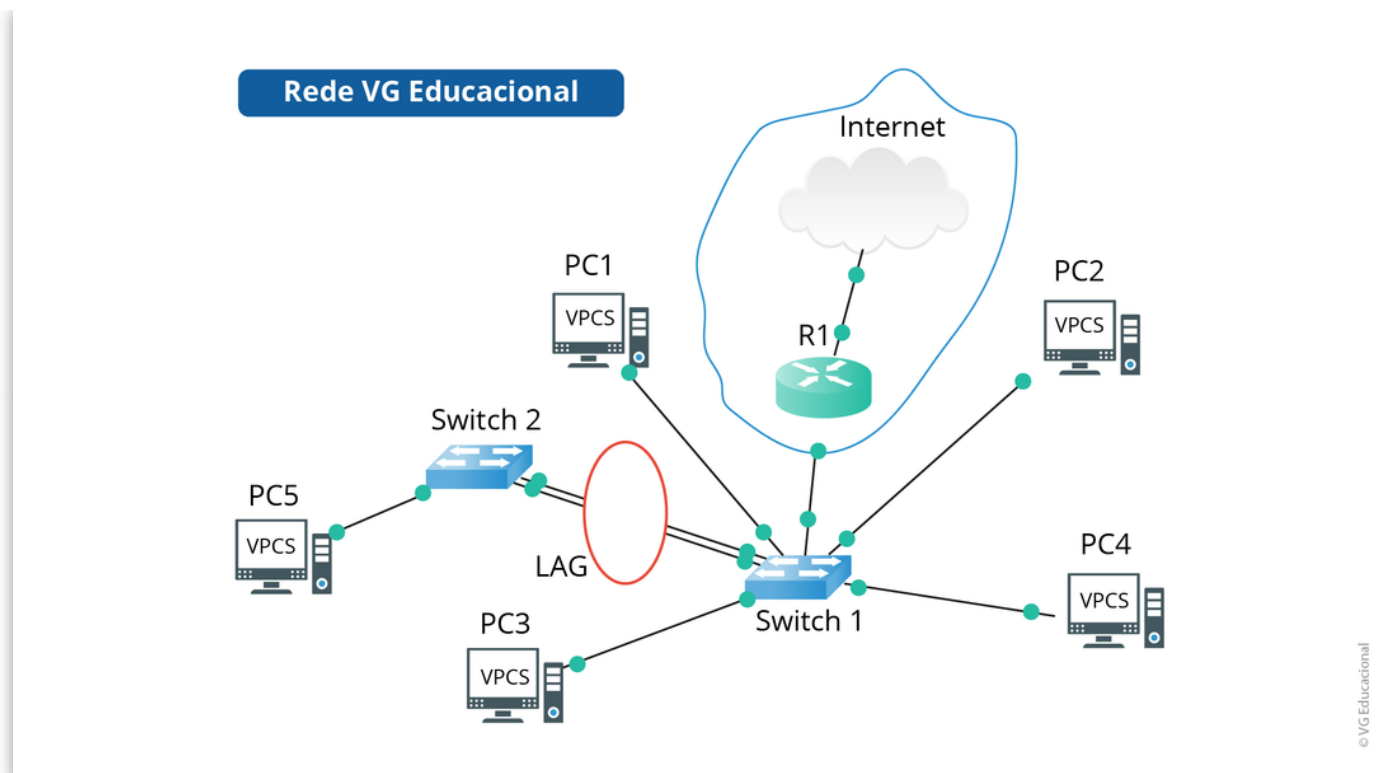 Rede VG Educacional
Internet
PC1
VPCS
R1
PC2
VPCS
Switch 2
PC5
VPCS
LAG
PC4
VPCS
Switch 1
PC3
VPCS
© VG Educacional